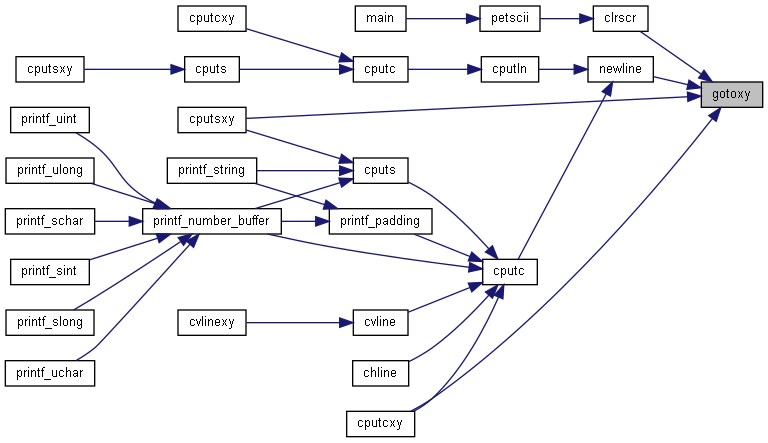 cputcxy
main
petscii
clrscr
cputsxy
cputs
cputc
cputln
newline
gotoxy
printf_uint
cputsxy
printf_ulong
printf_string
cputs
printf_schar
printf_number_buffer
printf_padding
printf_sint
cputc
printf_slong
cvlinexy
cvline
printf_uchar
chline
cputcxy